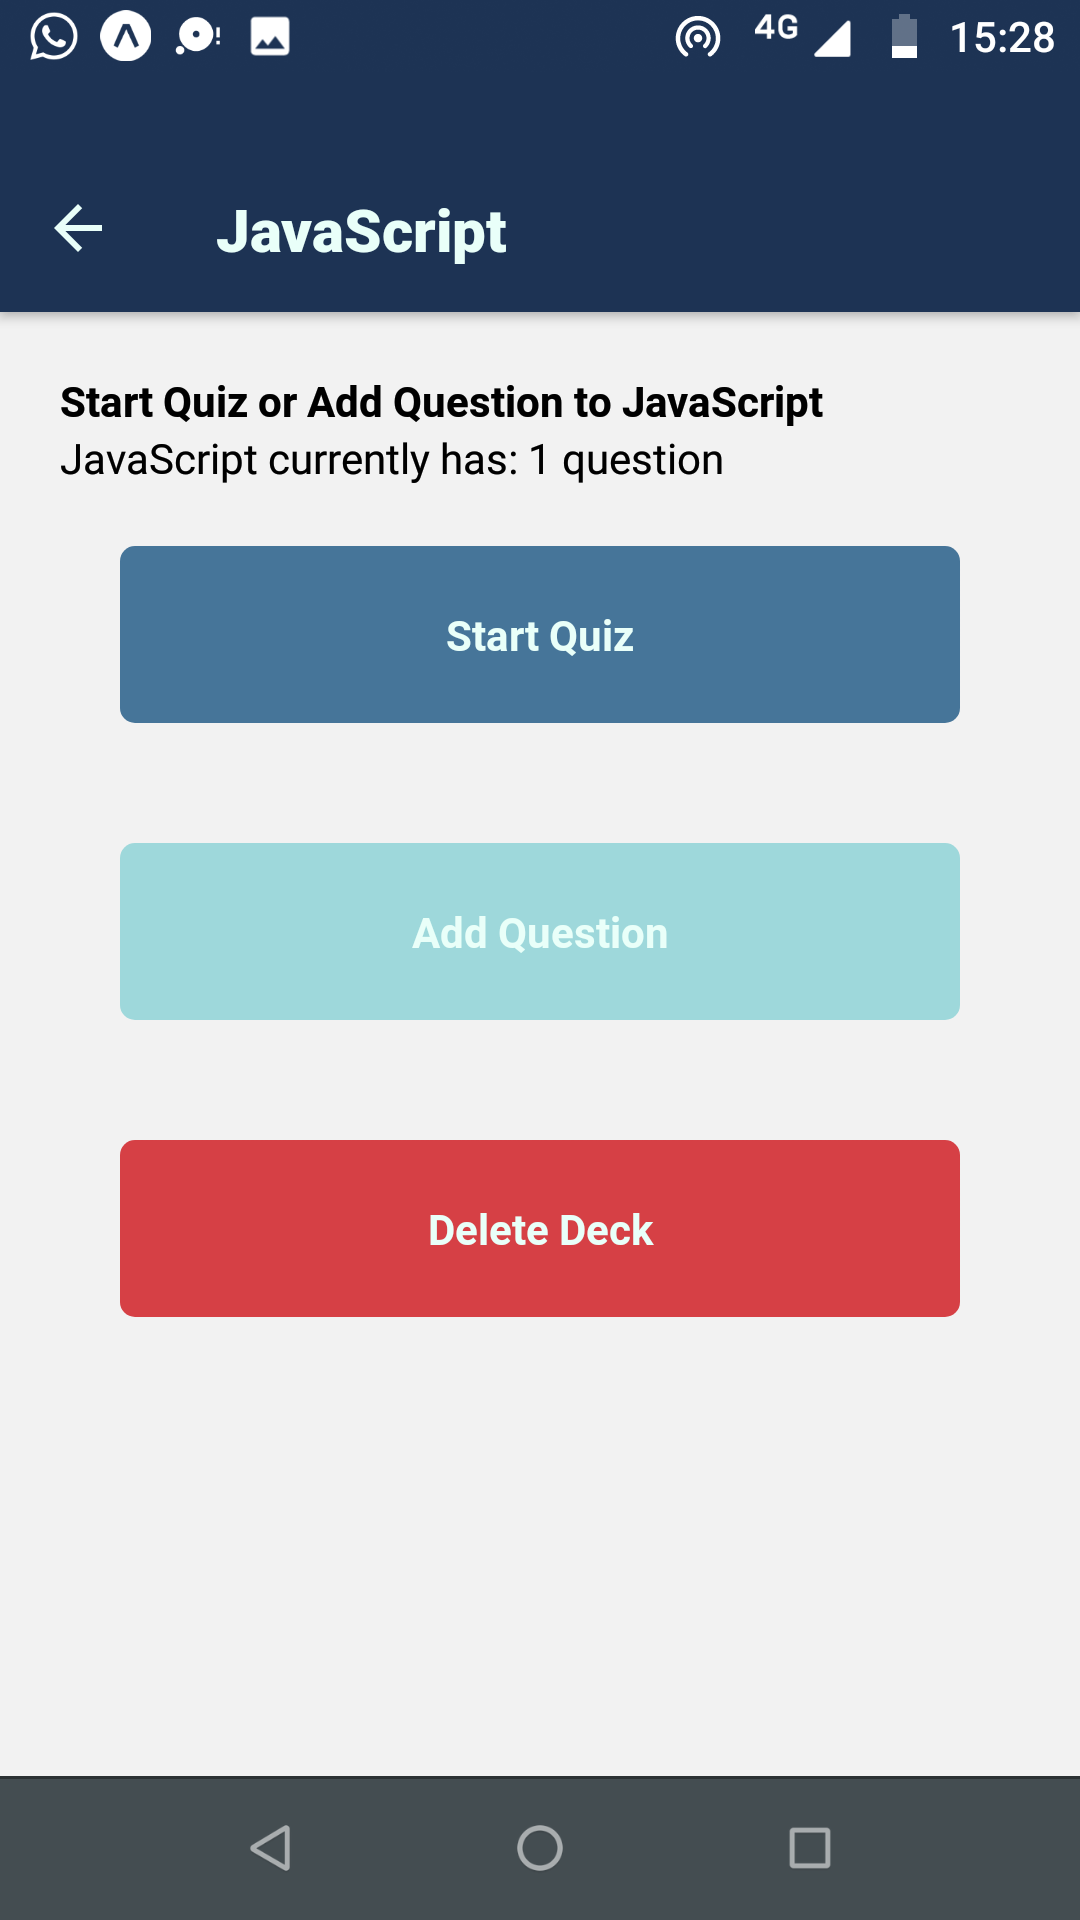 4G 15:28
JavaScript
Start Quiz or Add Question to JavaScript
JavaScript currently has: 1 question
Start Quiz
Add Question
Delete Deck